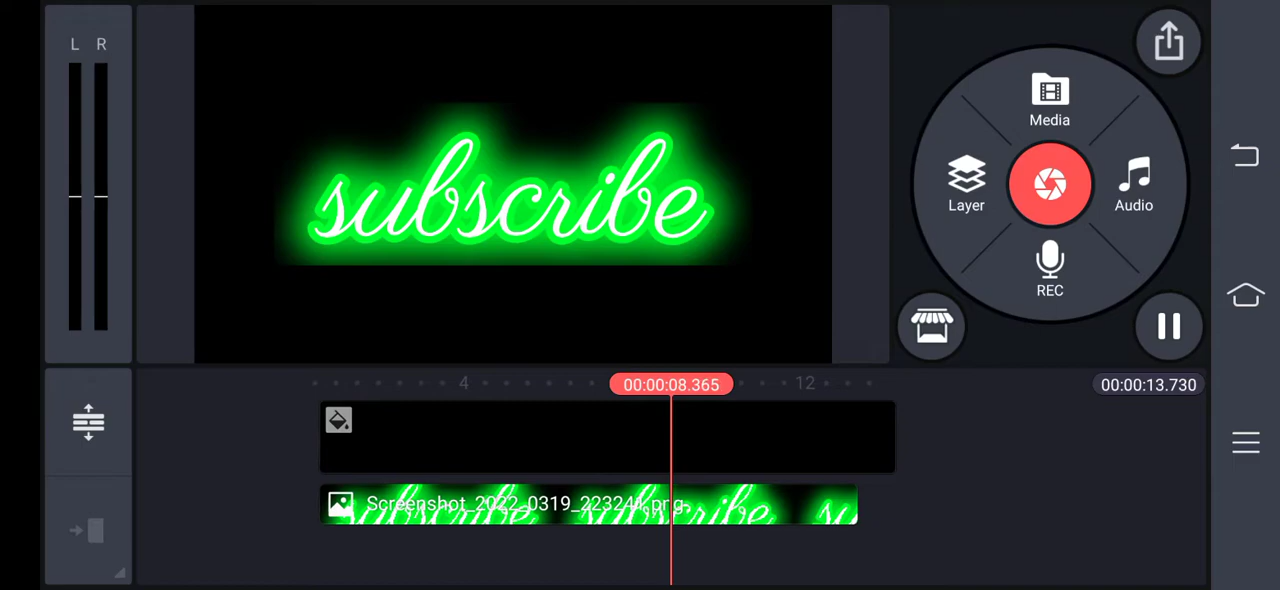 L R
subscribe
Media
Layer
Audio
REC
4
00:00:08.365
12
00:00:13.730
Screenshot_2022_0319_223244.png